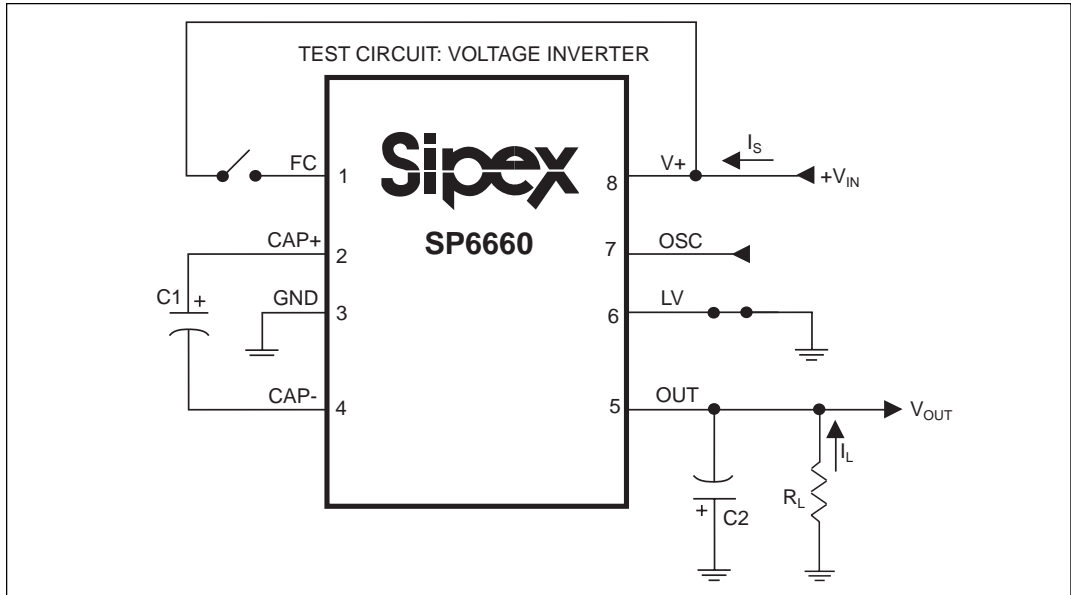 TEST CIRCUIT: VOLTAGE INVERTER
Sipex
SP6660
FC
1
CAP+
2
C1
+
GND
3
CAP-
4
V+
8
IS
+VIN
OSC
7
LV
6
OUT
5
VOUT
IL
RL
+
C2